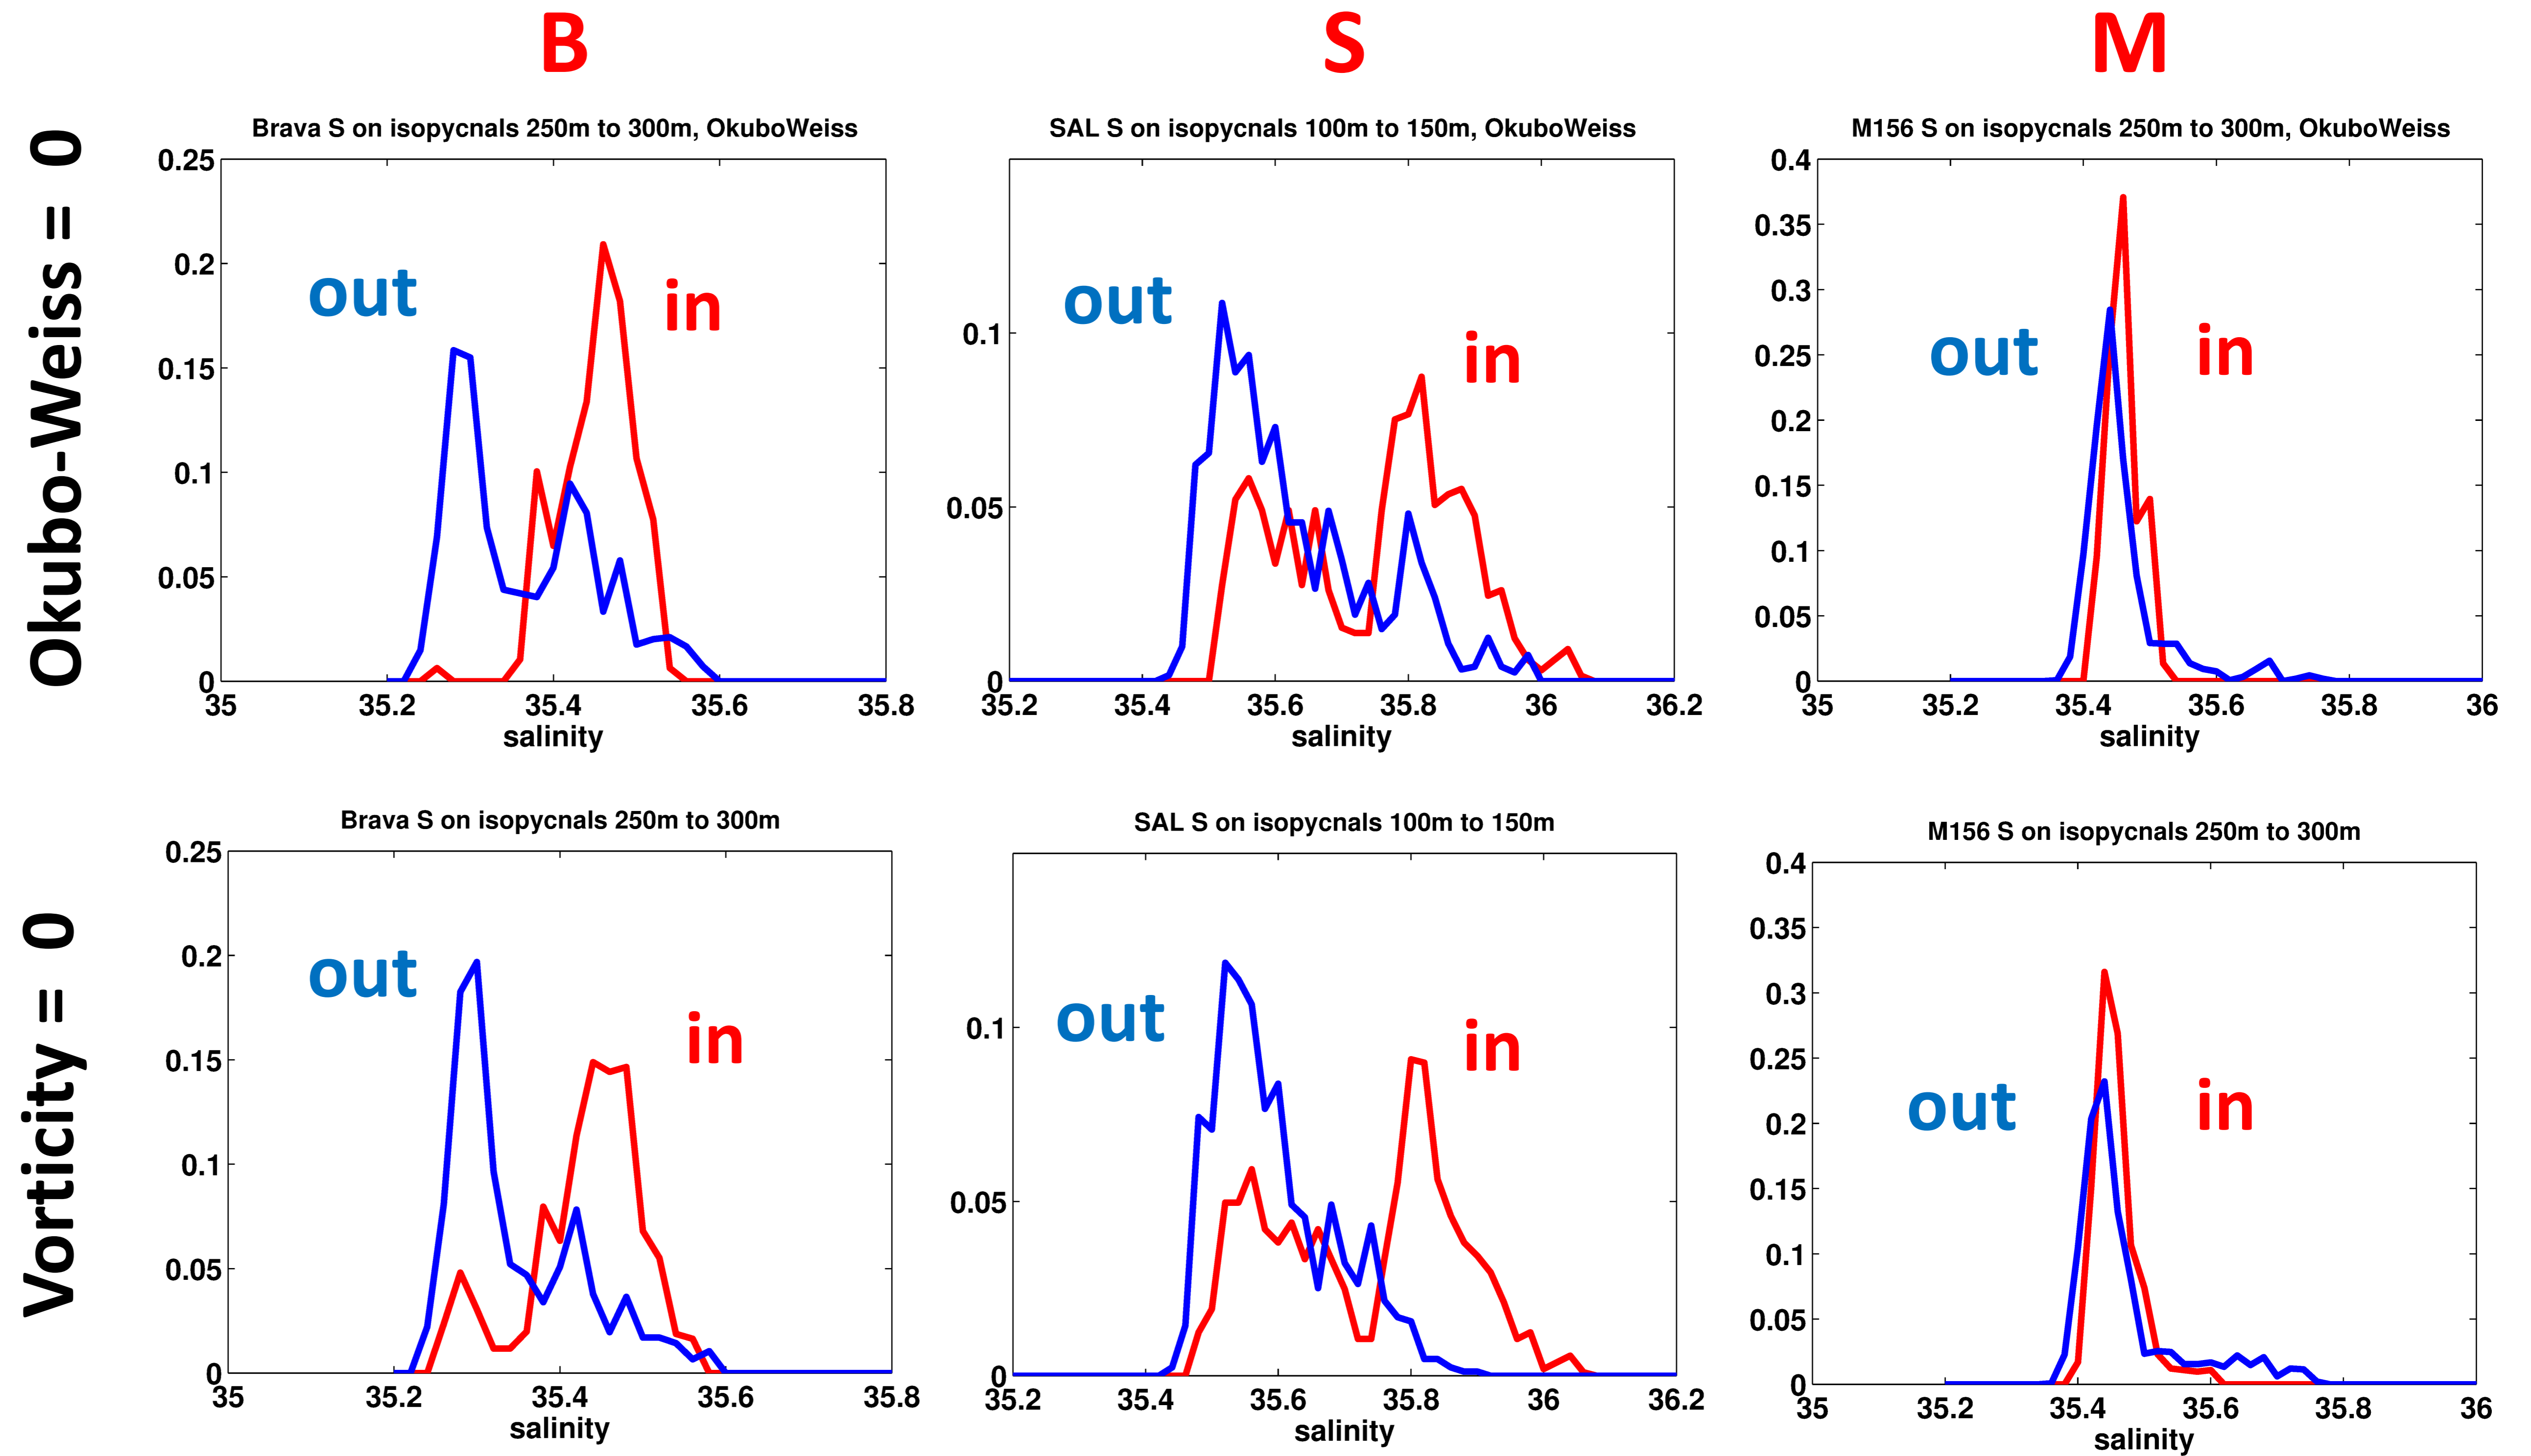 B
S
M
Okubo-Weiss = 0
Brava S on isopycnals 250m to 300m, OkuboWeiss
0.25
0.2
0.15
0.1
0.05
0
out
in
35
35.2
35.4
35.6
35.8
salinity
SAL S on isopycnals 100m to 150m, OkuboWeiss
0.1
0.05
0
out
in
35.2
35.4
35.6
35.8
36
36.2
salinity
M156 S on isopycnals 250m to 300m, OkuboWeiss
0.4
0.35
0.3
0.25
0.2
0.15
0.1
0.05
0
out
in
35
35.2
35.4
35.6
35.8
36
salinity
Vorticity = 0
Brava S on isopycnals 250m to 300m
0.25
0.2
0.15
0.1
0.05
0
out
in
35
35.2
35.4
35.6
35.8
salinity
SAL S on isopycnals 100m to 150m
0.1
0.05
0
out
in
35.2
35.4
35.6
35.8
36
36.2
salinity
M156 S on isopycnals 250m to 300m
0.4
0.35
0.3
0.25
0.2
0.15
0.1
0.05
0
out
in
35
35.2
35.4
35.6
35.8
36
salinity